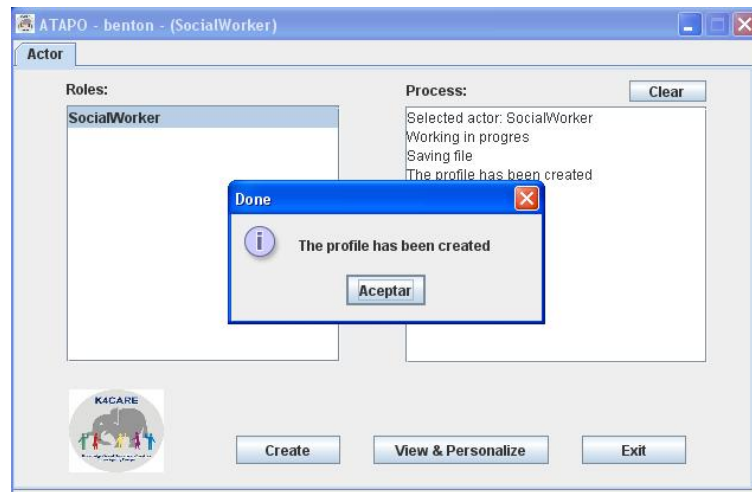 ATAPO - benton - (SocialWorker)
Actor
Roles:
Process:
Clear
SocialWorker
Selected actor: SocialWorker
Working in progres
Saving file
The profile has been created
Done
The profile has been created
Aceptar
K4CARE
Create
View & Personalize
Exit